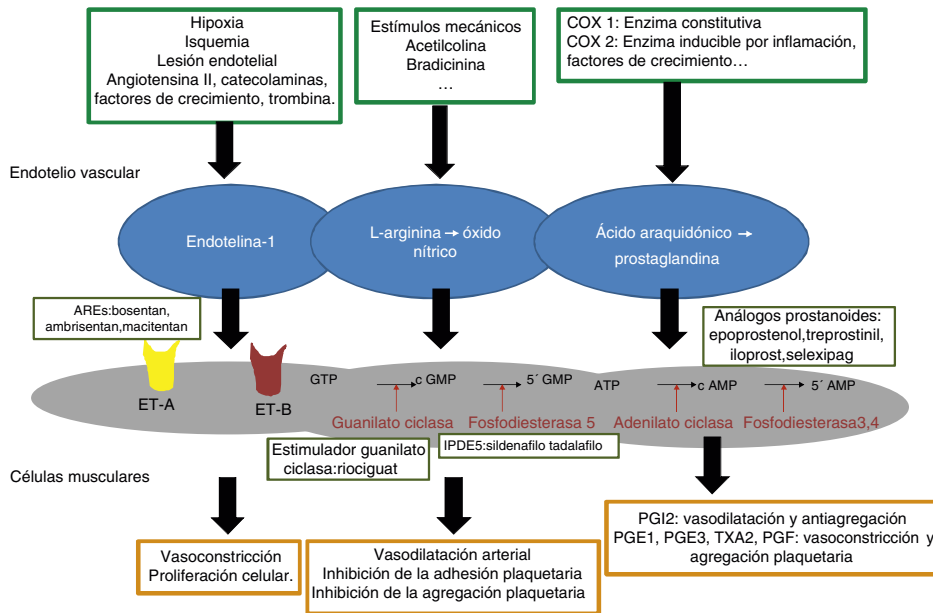 Hipoxia
Isquemia
Lesión endotelial
Angiotensina II, catecolaminas,
factores de crecimiento, trombina.
Estímulos mecánicos
Acetilcolina
Bradicinina
...
COX 1: Enzima constitutiva
COX 2: Enzima inducible por inflamación,
factores de crecimiento...
Endotelio vascular
Endotelina-1
L-arginina → óxido
nítrico
Ácido araquidónico →
prostaglandina
AREs:bosentan,
ambrisentan,macitentan
Análogos prostanoides:
epoprostenol,treprostinil,
iloprost,selexipag
ET-A
ET-B
GTP → c GMP → 5´ GMP
Guanilato ciclasa
Fosfodiesterasa 5
ATP → c AMP → 5´ AMP
Adenilato ciclasa
Fosfodiesterasa3,4
Estimulador guanilato
ciclasa:riociguat
IPDE5:sildenafilo tadalafilo
Células musculares
Vasoconstricción
Proliferación celular.
Vasodilatación arterial
Inhibición de la adhesión plaquetaria
Inhibición de la agregación plaquetaria
PGI2: vasodilatación y antiagregación
PGE1, PGE3, TXA2, PGF: vasoconstricción y
agregación plaquetaria